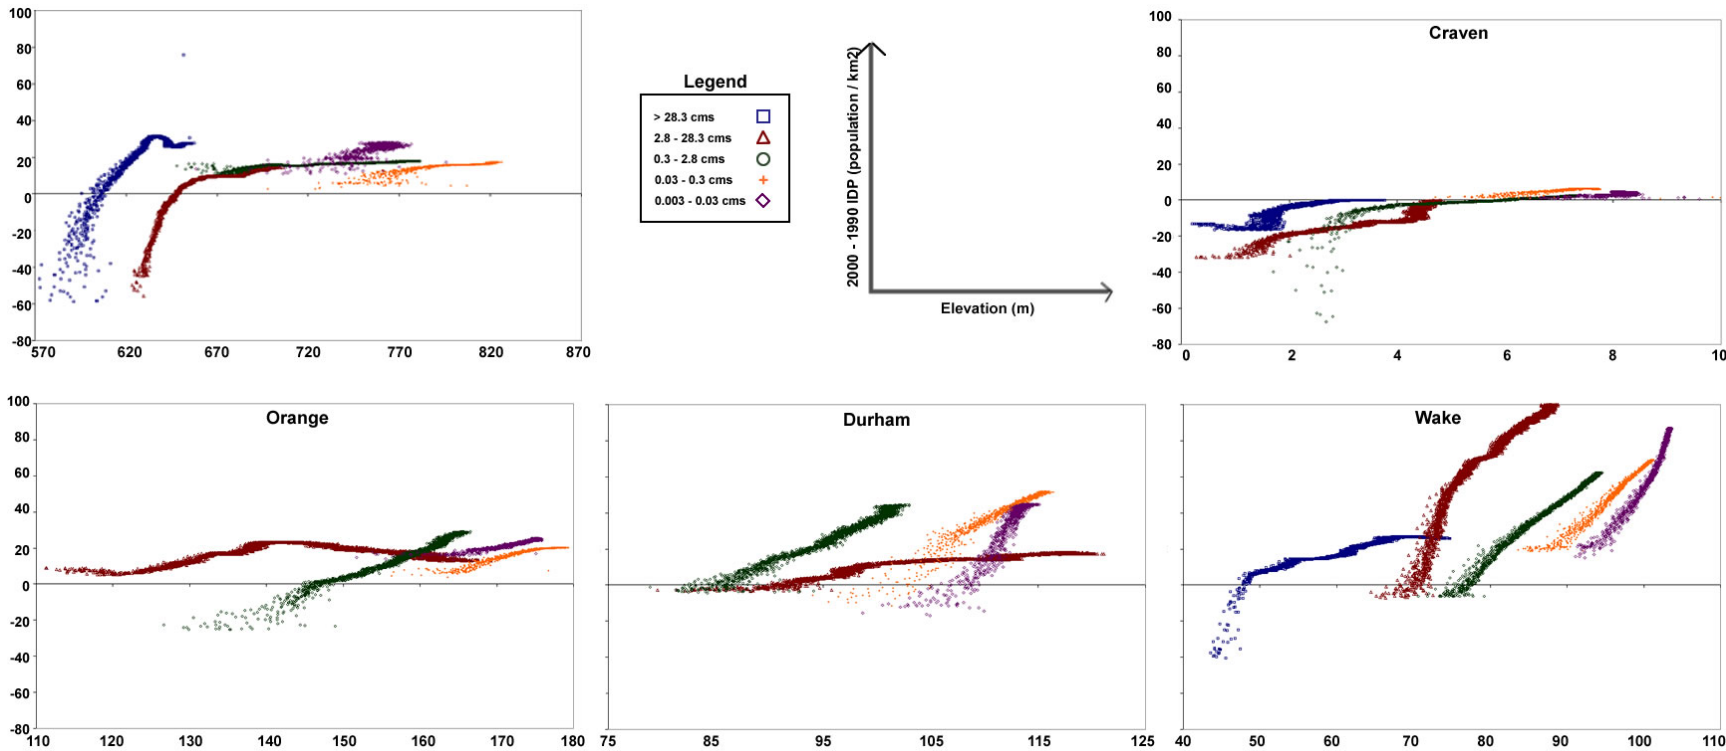 100
80
60
40
20
0
-20
-40
-60
-80
570 620 670 720 770 820 870
Legend
> 28.3 cms
2.8 - 28.3 cms
0.3 - 2.8 cms
0.03 - 0.3 cms
0.003 - 0.03 cms
2000 - 1990 IDP (population / km2)
Elevation (m)
Craven
100
80
60
40
20
0
-20
-40
-60
-80
0 2 4 6 8 10
Orange
100
80
60
40
20
0
-20
-40
-60
-80
110 120 130 140 150 160 170 180
Durham
75 85 95 105 115 125
Wake
40 50 60 70 80 90 100 110